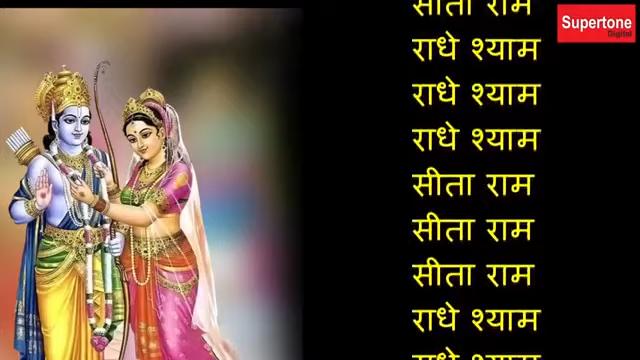 सीता राम
राधे श्याम
राधे श्याम
राधे श्याम
सीता राम
सीता राम
सीता राम
राधे श्याम
राधे श्याम
Supertone
Digital